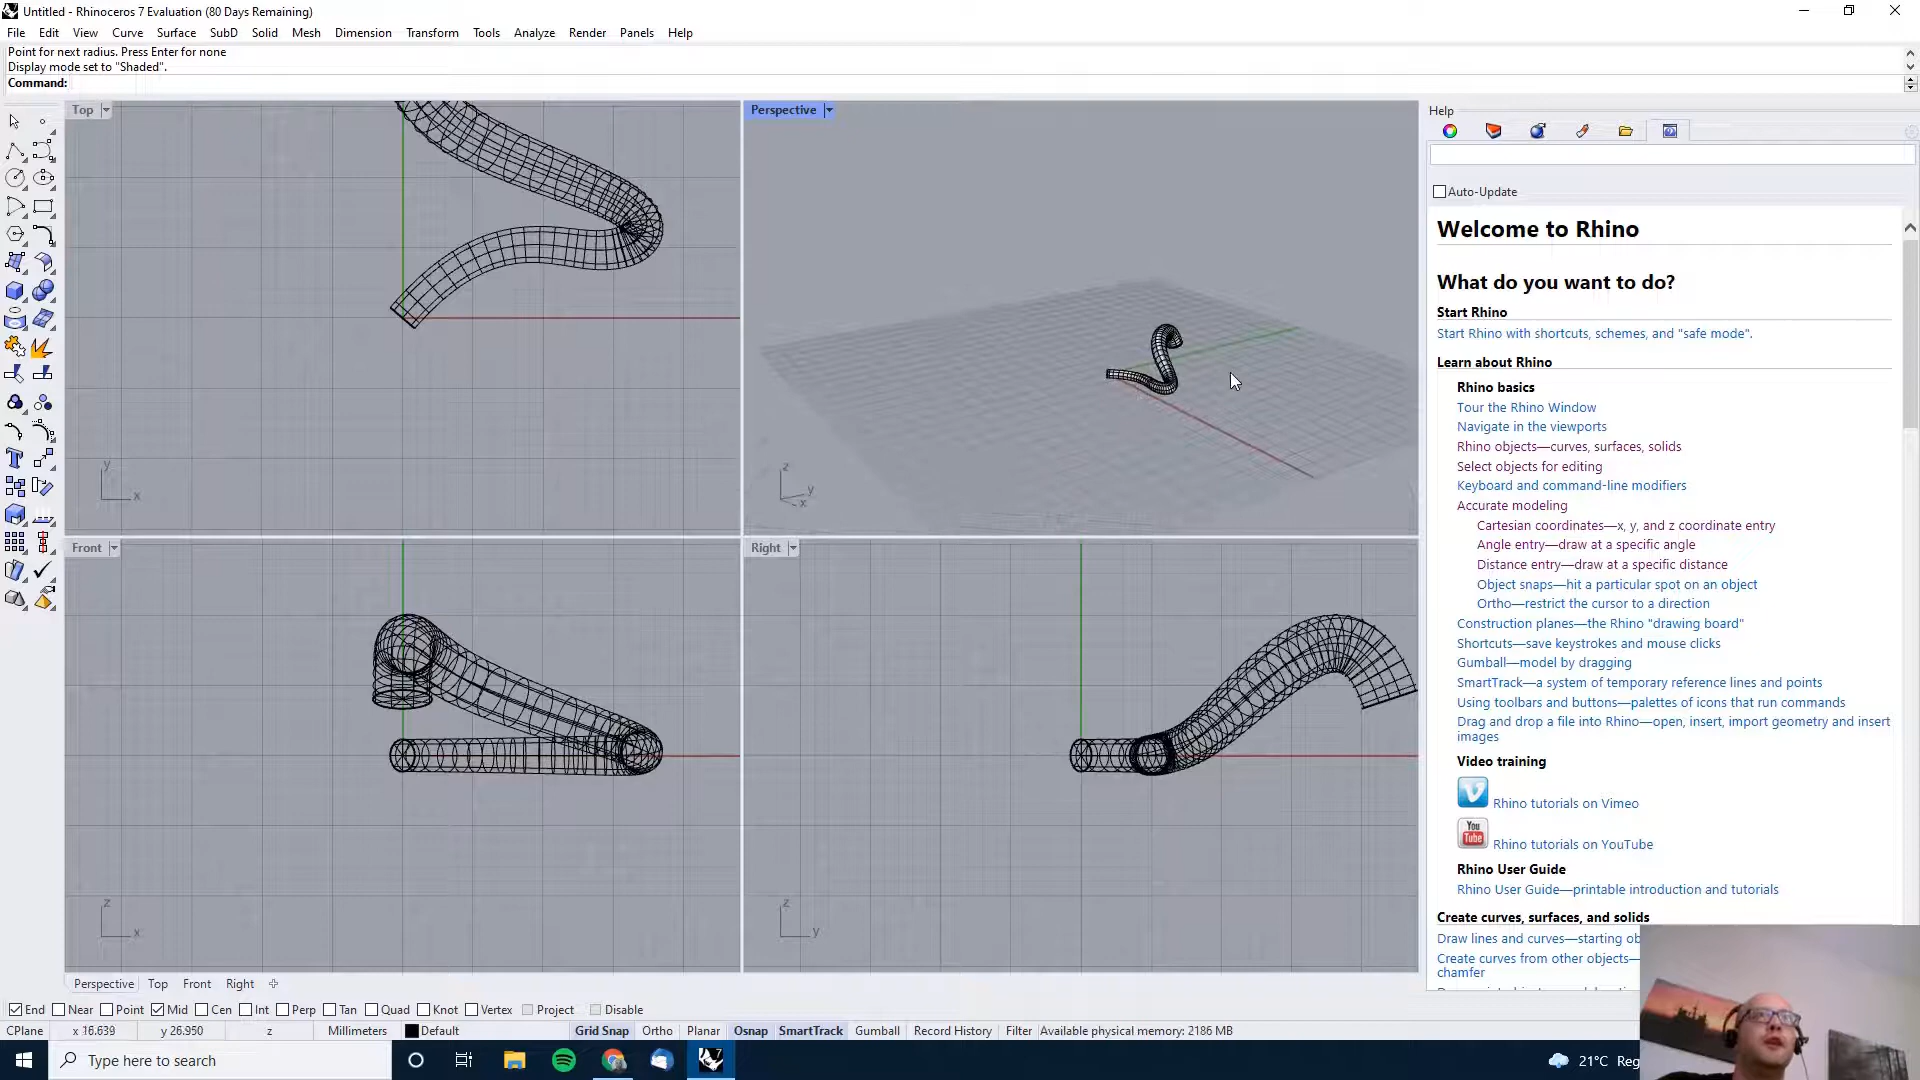 Untitled - Rhinoceros 7 Evaluation (80 Days Remaining)
File Edit View Curve Surface SubD Solid Mesh Dimension Transform Tools Analyze Render Panels Help
Point for next radius. Press Enter for none
Display mode set to "Shaded".
Command:
Top
Perspective
Help
Auto-Update
Welcome to Rhino
What do you want to do?
Start Rhino
Start Rhino with shortcuts, schemes, and "safe mode".
Learn about Rhino
Rhino basics
Tour the Rhino Window
Navigate in the viewports
Rhino objects—curves, surfaces, solids
Select objects for editing
Keyboard and command-line modifiers
Accurate modeling
Cartesian coordinates—x, y, and z coordinate entry
Angle entry—draw at a specific angle
Distance entry—draw at a specific distance
Object snaps—hit a particular spot on an object
Ortho—restrict the cursor to a direction
Construction planes—the Rhino "drawing board"
Shortcuts—save keystrokes and mouse clicks
Gumball—model by dragging
SmartTrack—a system of temporary reference lines and points
Using toolbars and buttons—palettes of icons that run commands
Drag and drop a file into Rhino—open, insert, import geometry and insert
images
Video training
Rhino tutorials on Vimeo
You
Tube
Rhino tutorials on YouTube
Rhino User Guide
Rhino User Guide—printable introduction and tutorials
Create curves, surfaces, and solids
Draw lines and curves—starting ob
Create curves from other objects—
chamfer
y
x
z
y
x
Front
Right
z
x
z
y
Perspective Top Front Right
End Near Point Mid Cen Int Perp Tan Quad Knot Vertex Project Disable
CPlane x 16.639 y 26.950 z Millimeters Default Grid Snap Ortho Planar Osnap SmartTrack Gumball Record History Filter Available physical memory: 2186 MB
Type here to search
21°C Reg